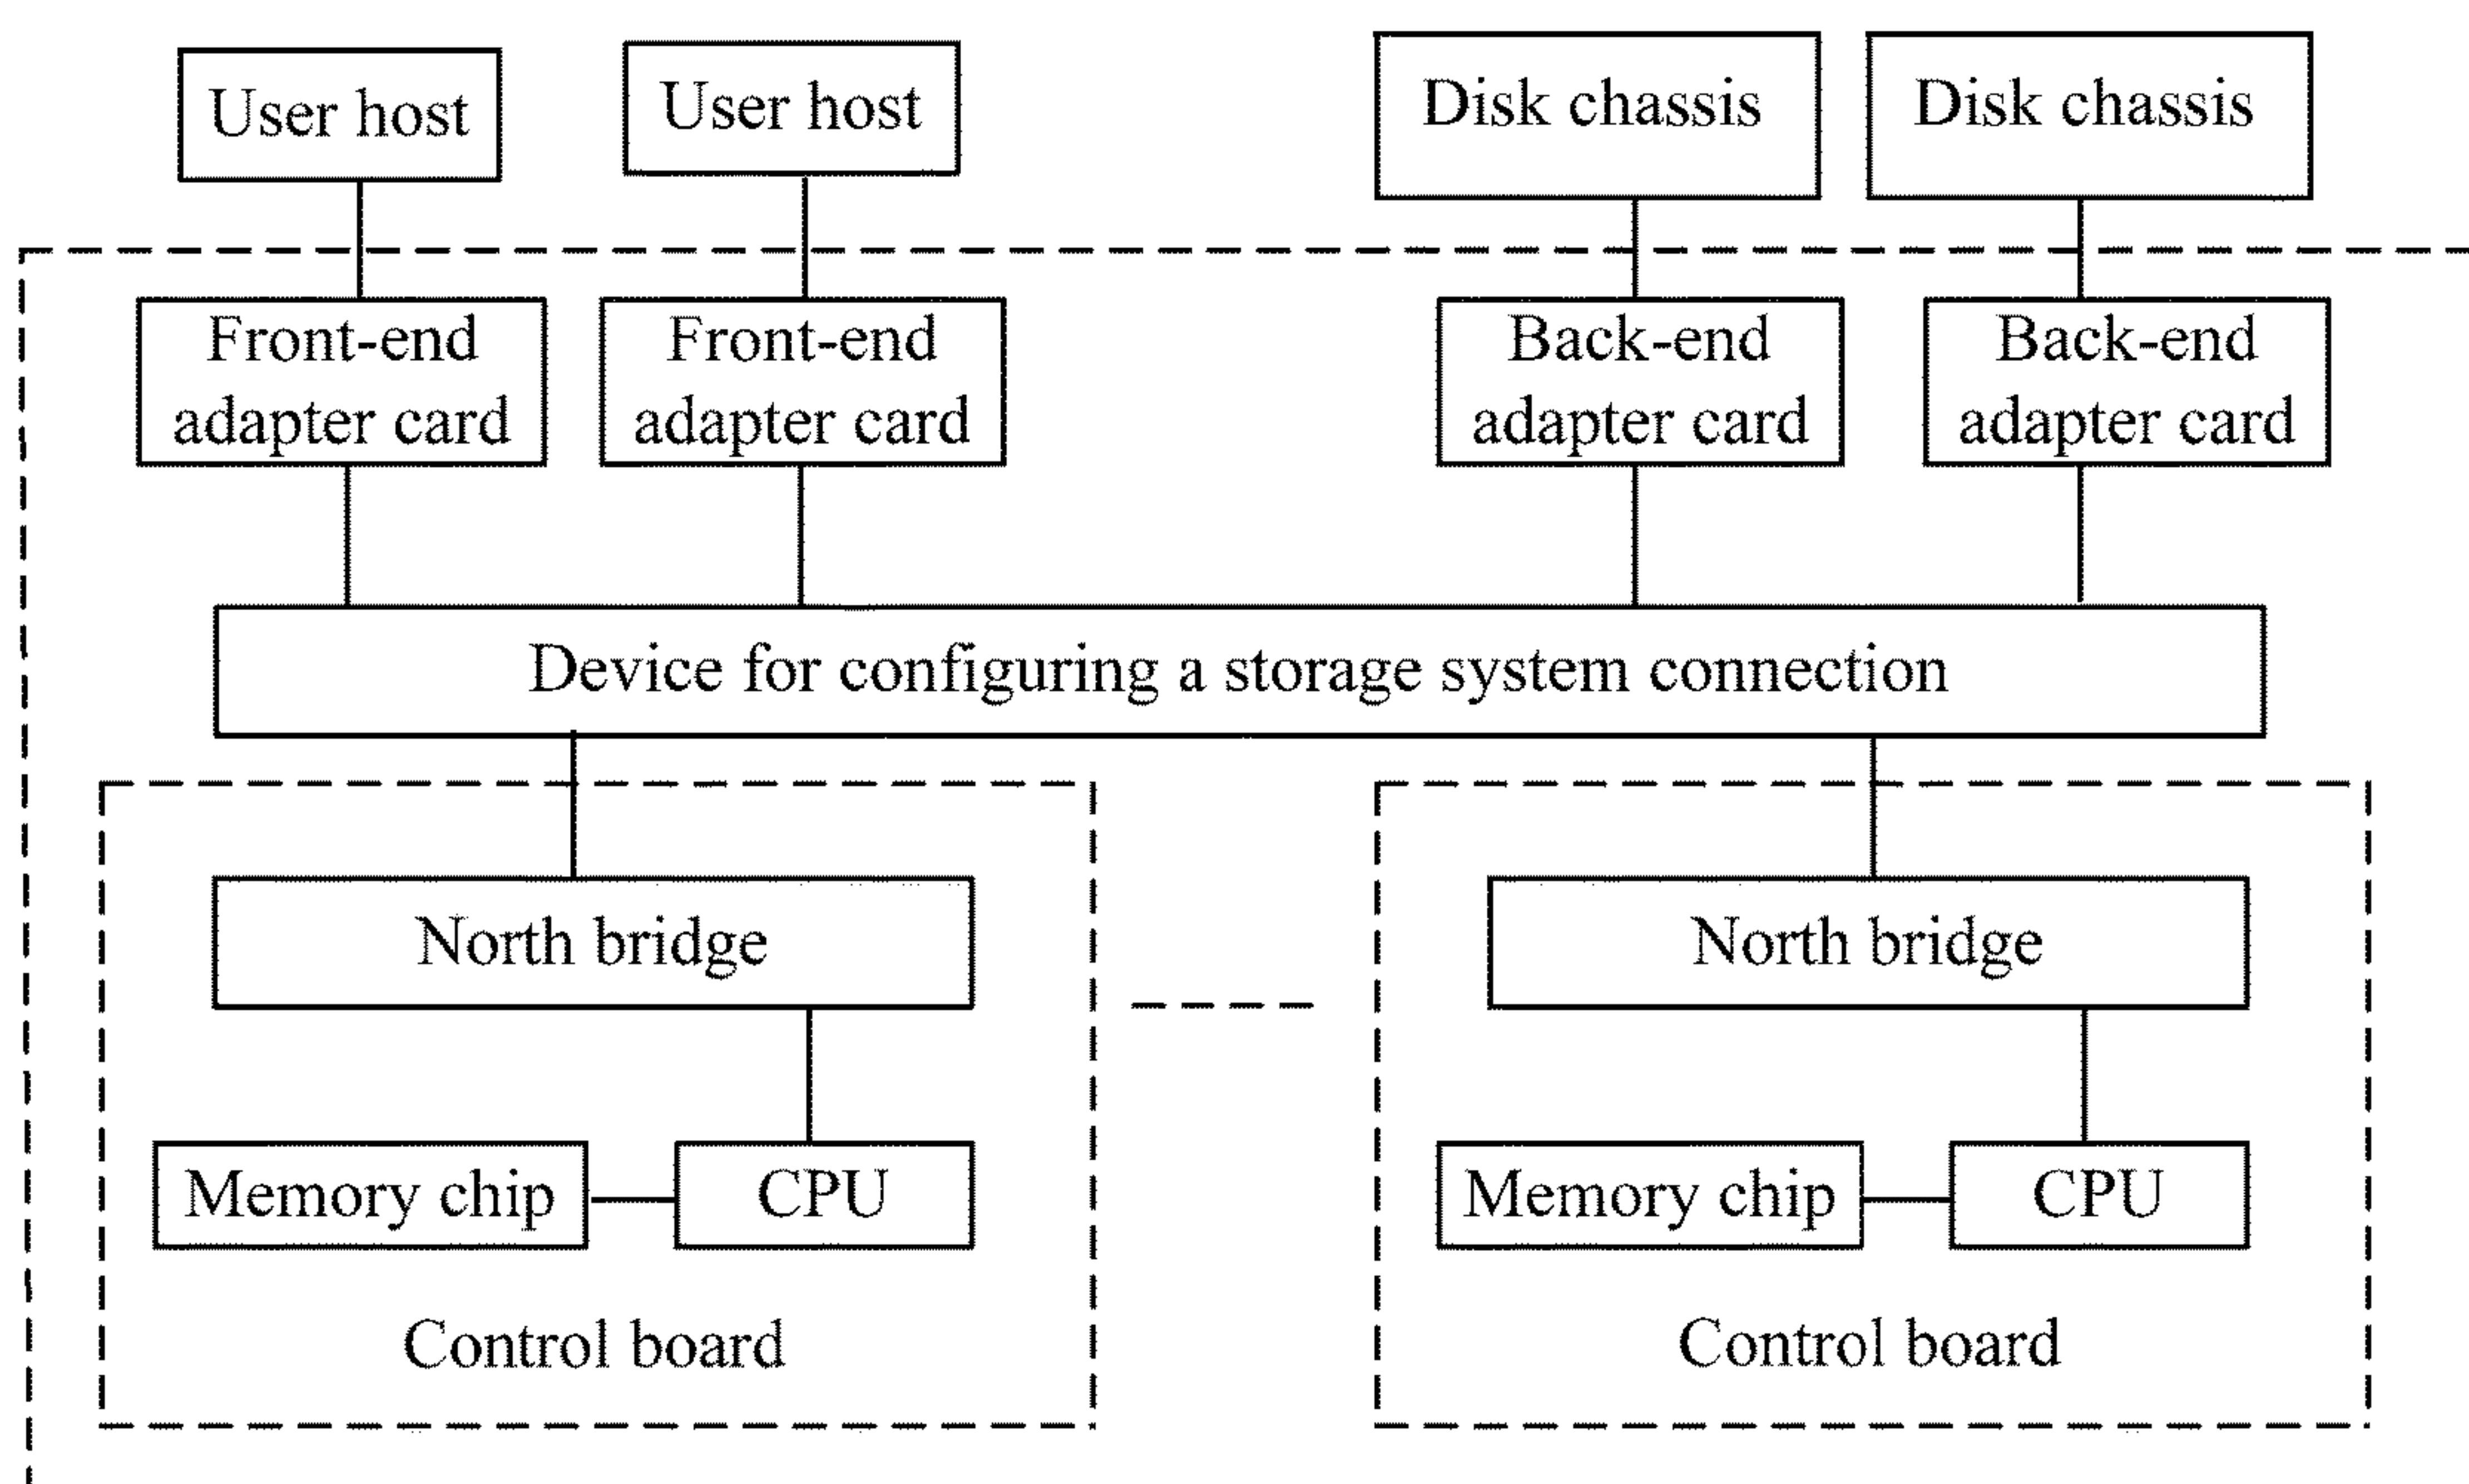 User host
User host
Disk chassis
Disk chassis
Front-end
adapter card
Front-end
adapter card
Back-end
adapter card
Back-end
adapter card
Device for configuring a storage system connection
North bridge
North bridge
Memory chip
CPU
Memory chip
CPU
Control board
Control board